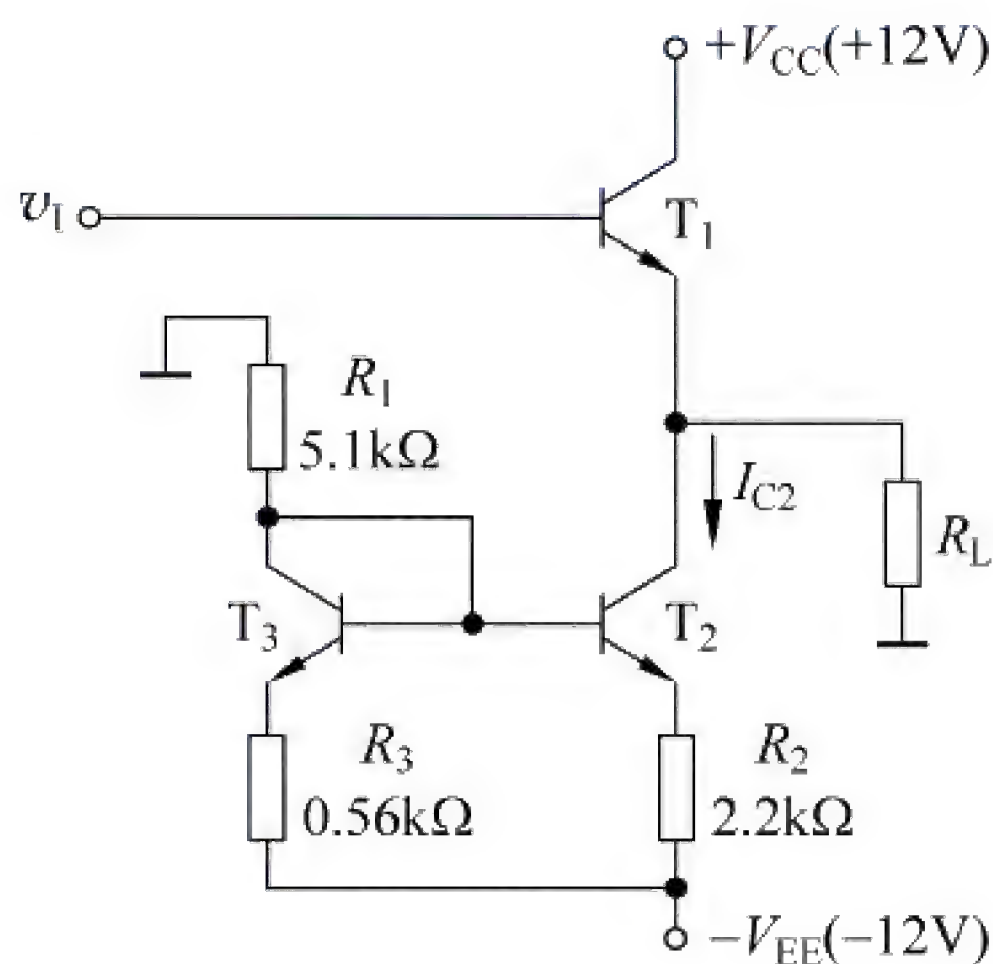 +V_CC(+12V)
v_I
T_1
R_1
5.1kΩ
I_C2
R_L
T_3
T_2
R_3
0.56kΩ
R_2
2.2kΩ
−V_EE(−12V)